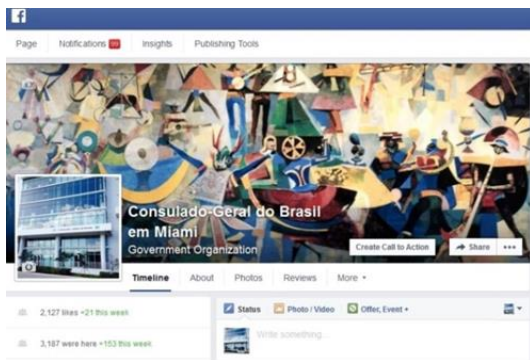 f
Page Notifications 99 Insights Publishing Tools
Consulado-Geral do Brasil
em Miami
Government Organization
Create Call to Action Share
Timeline About Photos Reviews More
2,127 likes +21 this week
Status Photo / Video Offer, Event +
3,187 were here +153 this week
Write something...